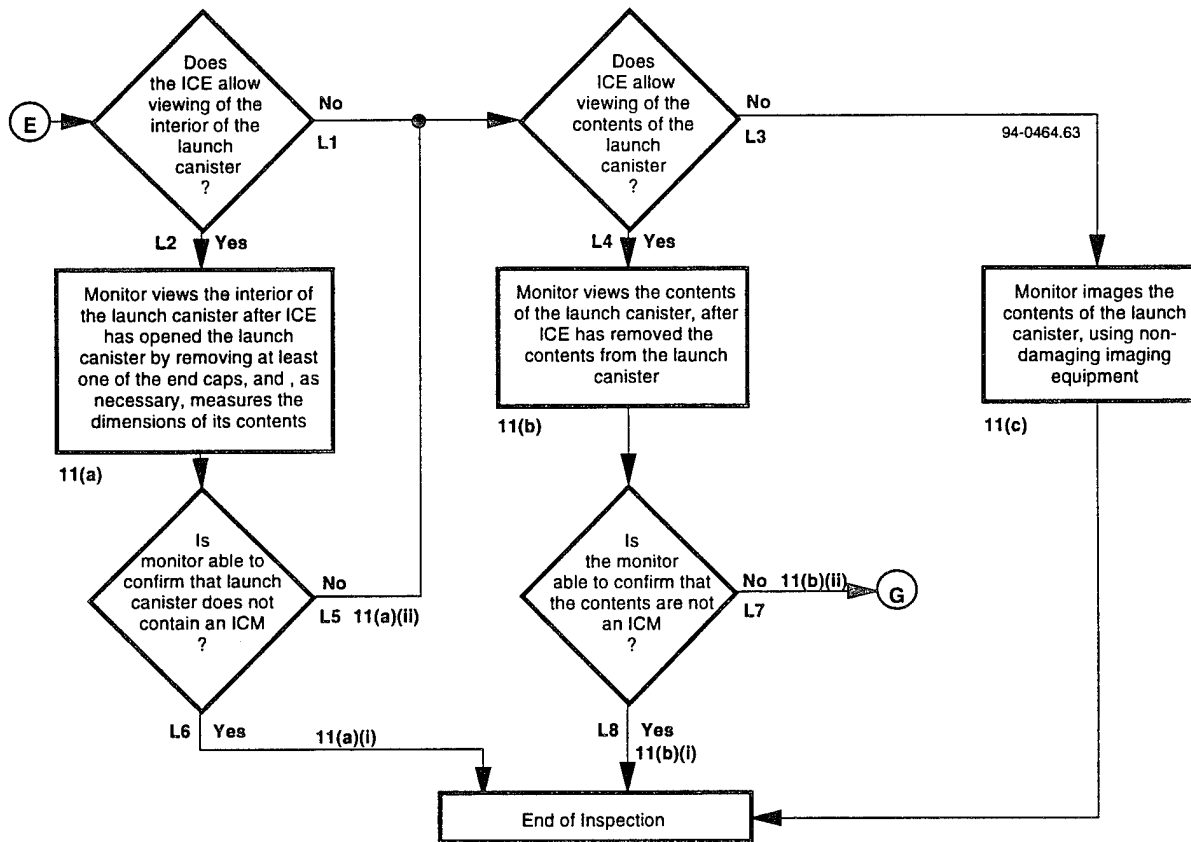 E
Does
the ICE allow
viewing of the
interior of the
launch
canister
?
No
L1
Does
ICE allow
viewing of the
contents of the
launch
canister
?
No
L3
94-0464.63
L2 Yes
L4 Yes
Monitor views the interior of
the launch canister after ICE
has opened the launch
canister by removing at least
one of the end caps, and , as
necessary, measures the
dimensions of its contents
11(a)
Monitor views the contents
of the launch canister, after
ICE has removed the
contents from the launch
canister
11(b)
Monitor images the
contents of the launch
canister, using non-
damaging imaging
equipment
11(c)
Is
monitor able to
confirm that launch
canister does not
contain an ICM
?
No
L5 11(a)(ii)
Is
the monitor
able to confirm that
the contents are not
an ICM
?
No 11(b)(ii)
L7
G
L6 Yes
11(a)(i)
L8 Yes
11(b)(i)
End of Inspection